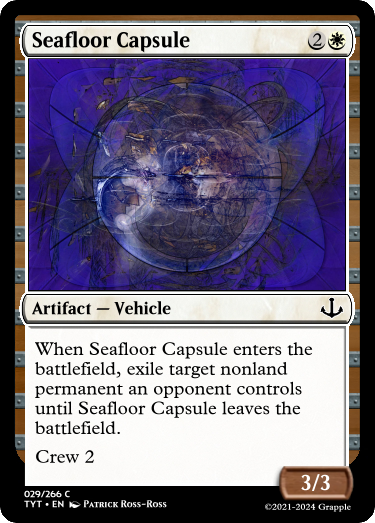 Seafloor Capsule 2
Artifact — Vehicle
When Seafloor Capsule enters the
battlefield, exile target nonland
permanent an opponent controls
until Seafloor Capsule leaves the
battlefield.
Crew 2
3/3
029/266 C
TYT • EN Patrick Ross-Ross
©2021-2024 Grapple